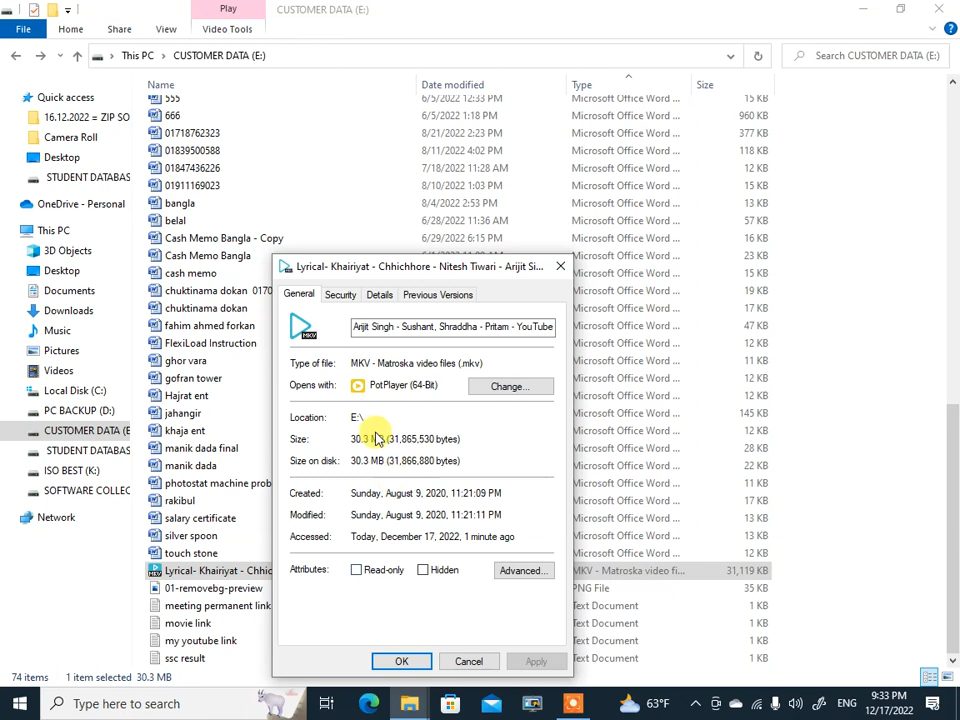 Play
CUSTOMER DATA (E:)
File
Home
Share
View
Video Tools
This PC
CUSTOMER DATA (E:)
Search CUSTOMER DATA (E:)
Name
Date modified
Type
Size
555
6/5/2022 12:33 PM
Microsoft Office Word ...
15 KB
666
6/5/2022 1:18 PM
Microsoft Office Word ...
960 KB
01718762323
8/21/2022 2:23 PM
Microsoft Office Word ...
377 KB
01839500588
8/11/2022 4:02 PM
Microsoft Office Word ...
118 KB
01847436226
7/18/2022 11:28 AM
Microsoft Office Word ...
12 KB
01911169023
8/10/2022 1:03 PM
Microsoft Office Word ...
15 KB
bangla
8/4/2022 2:53 PM
Microsoft Office Word ...
13 KB
belal
6/28/2022 11:36 AM
Microsoft Office Word ...
57 KB
Cash Memo Bangla - Copy
6/29/2022 6:15 PM
Microsoft Office Word ...
16 KB
Cash Memo Bangla
Microsoft Office Word ...
23 KB
cash memo
Microsoft Office Word ...
15 KB
chuktinama dokan 0170
Microsoft Office Word ...
13 KB
chuktinama dokan
Microsoft Office Word ...
14 KB
fahim ahmed forkan
Microsoft Office Word ...
47 KB
FlexiLoad Instruction
Microsoft Office Word ...
12 KB
ghor vara
Microsoft Office Word ...
12 KB
gofran tower
Microsoft Office Word ...
12 KB
Hajrat ent
Microsoft Office Word ...
12 KB
jahangir
Microsoft Office Word ...
145 KB
khaja ent
Microsoft Office Word ...
12 KB
manik dada final
Microsoft Office Word ...
28 KB
manik dada
Microsoft Office Word ...
22 KB
photostat machine prob
Microsoft Office Word ...
11 KB
rakibul
Microsoft Office Word ...
16 KB
salary certificate
Microsoft Office Word ...
12 KB
silver spoon
Microsoft Office Word ...
13 KB
touch stone
Microsoft Office Word ...
12 KB
Lyrical- Khairiyat - Chhic
MKV - Matroska video fi...
31,119 KB
01-removebg-preview
PNG File
35 KB
meeting permanent link
Text Document
1 KB
movie link
Text Document
1 KB
my youtube link
Text Document
1 KB
ssc result
Text Document
1 KB
Quick access
16.12.2022 = ZIP SO
Camera Roll
Desktop
STUDENT DATABAS
OneDrive - Personal
This PC
3D Objects
Desktop
Documents
Downloads
Music
Pictures
Videos
Local Disk (C:)
PC BACKUP (D:)
CUSTOMER DATA (E
STUDENT DATABAS
ISO BEST (K:)
SOFTWARE COLLEC
Network
Lyrical- Khairiyat - Chhichhore - Nitesh Tiwari - Arijit Si...
General
Security
Details
Previous Versions
MKV
Arijit Singh - Sushant, Shraddha - Pritam - YouTube
Type of file: MKV - Matroska video files (.mkv)
Opens with: PotPlayer (64-Bit)
Change...
Location: E:\
Size: 30.3 MB (31,865,530 bytes)
Size on disk: 30.3 MB (31,866,880 bytes)
Created: Sunday, August 9, 2020, 11:21:09 PM
Modified: Sunday, August 9, 2020, 11:21:11 PM
Accessed: Today, December 17, 2022, 1 minute ago
Attributes: Read-only Hidden
Advanced...
OK
Cancel
Apply
74 items
1 item selected 30.3 MB
Type here to search
63°F
ENG
9:33 PM
12/17/2022